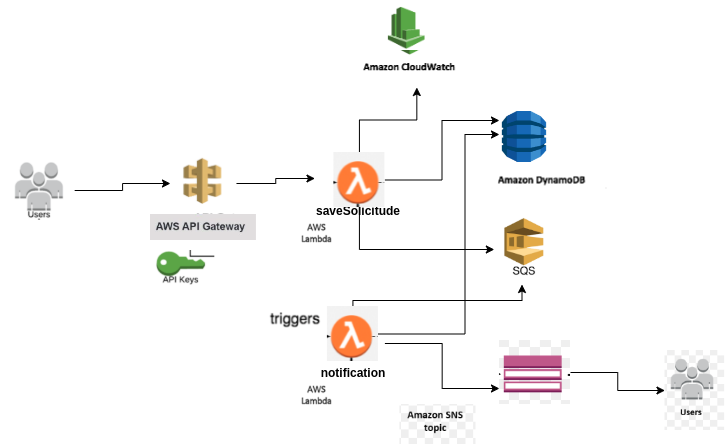 Amazon CloudWatch
Amazon DynamoDB
Users
saveSolicitude
AWS API Gateway
AWS
Lambda
SQS
API Keys
triggers
notification
AWS
Lambda
Amazon SNS
topic
Users